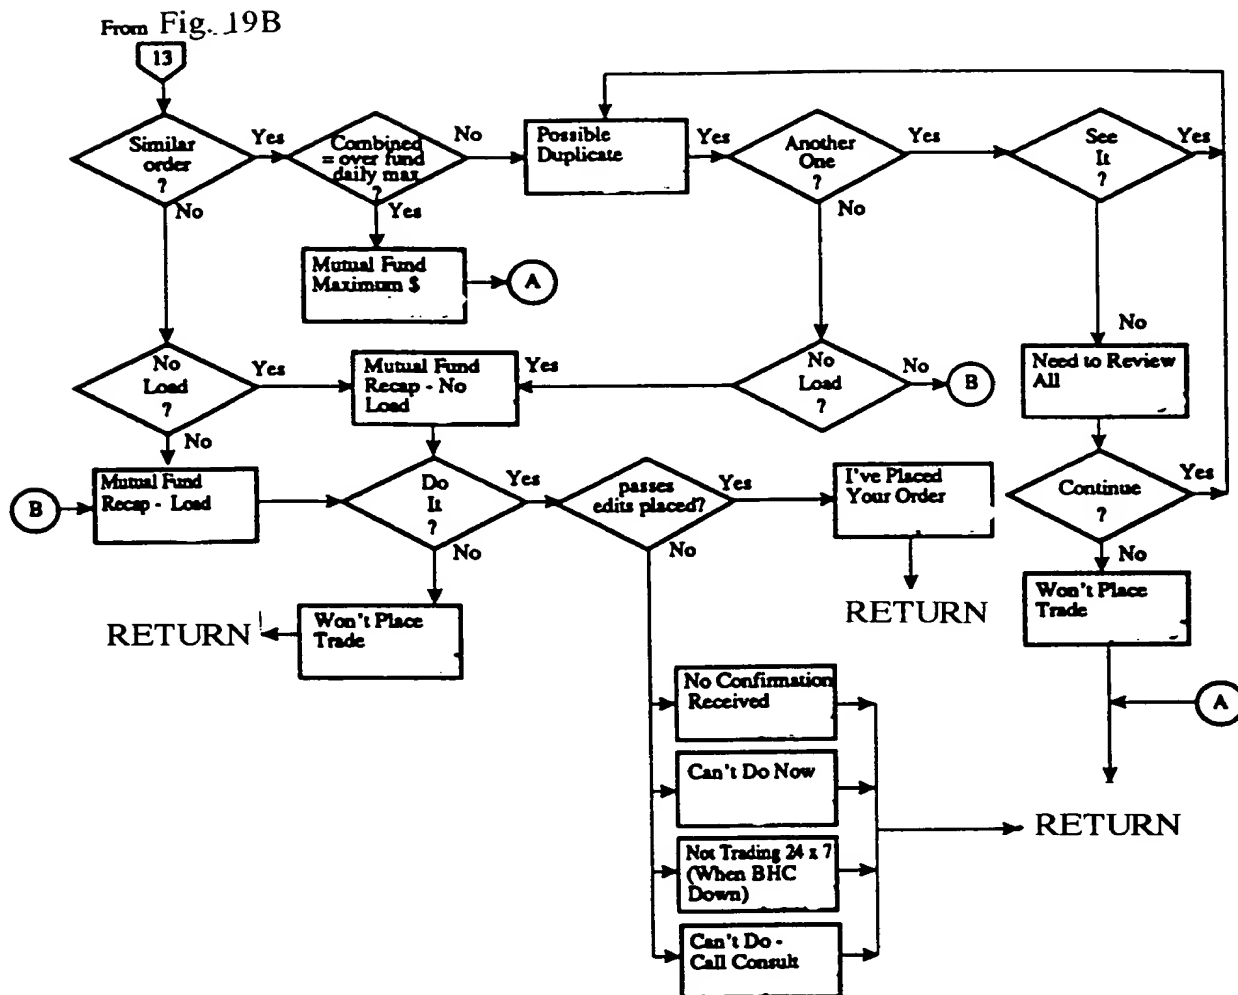 From Fig. 19B
13
Similar
order
?
Yes
No
Combined
= over fund
daily max
?
No
Yes
Possible
Duplicate
Yes
Another
One
?
Yes
No
See
It
?
Yes
No
Mutual Fund
Maximum $
A
No
Load
?
Yes
No
Mutual Fund
Recap - No
Load
Yes
No
Load
?
No
B
Need to Review
All
B
Mutual Fund
Recap - Load
Do
It
?
Yes
No
passes
edits placed?
Yes
No
I've Placed
Your Order
Continue
?
Yes
No
RETURN
Won't Place
Trade
RETURN
Won't Place
Trade
A
No Confirmation
Received
Can't Do Now
Not Trading 24 x 7
(When BHC
Down)
Can't Do -
Call Consult
RETURN